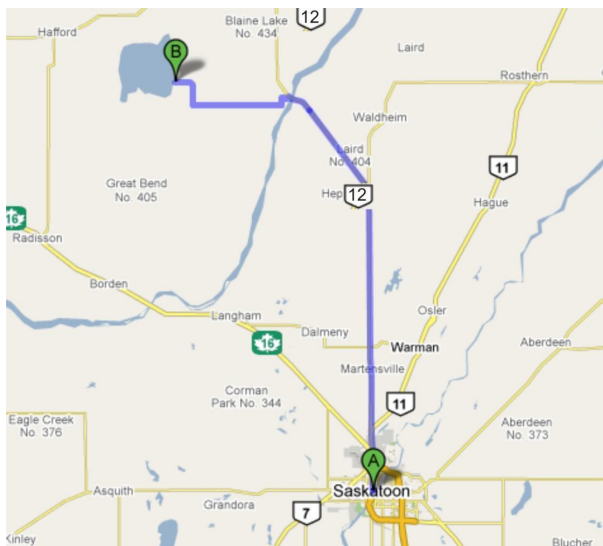 Hafford
Blaine Lake
No. 434
12
Laird
B
Rosthern
Waldheim
Laird
No. 404
11
Great Bend
No. 405
Hep
12
Hague
16
Radisson
Borden
Langham
Osler
Dalmeny
16
Warman
Aberdeen
Martensville
Corman
Park No. 344
11
Eagle Creek
No. 376
Aberdeen
No. 373
A
Asquith
Saskatoon
Grandora
7
Kinley
Blucher